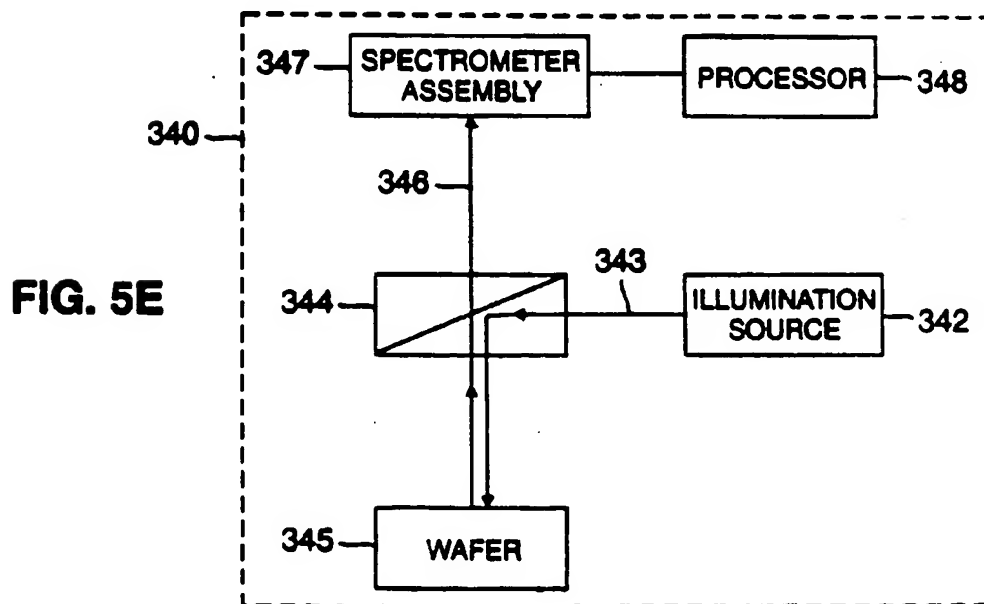 347
SPECTROMETER
ASSEMBLY
PROCESSOR
348
340
346
FIG. 5E
344
343
ILLUMINATION
SOURCE
342
345
WAFER